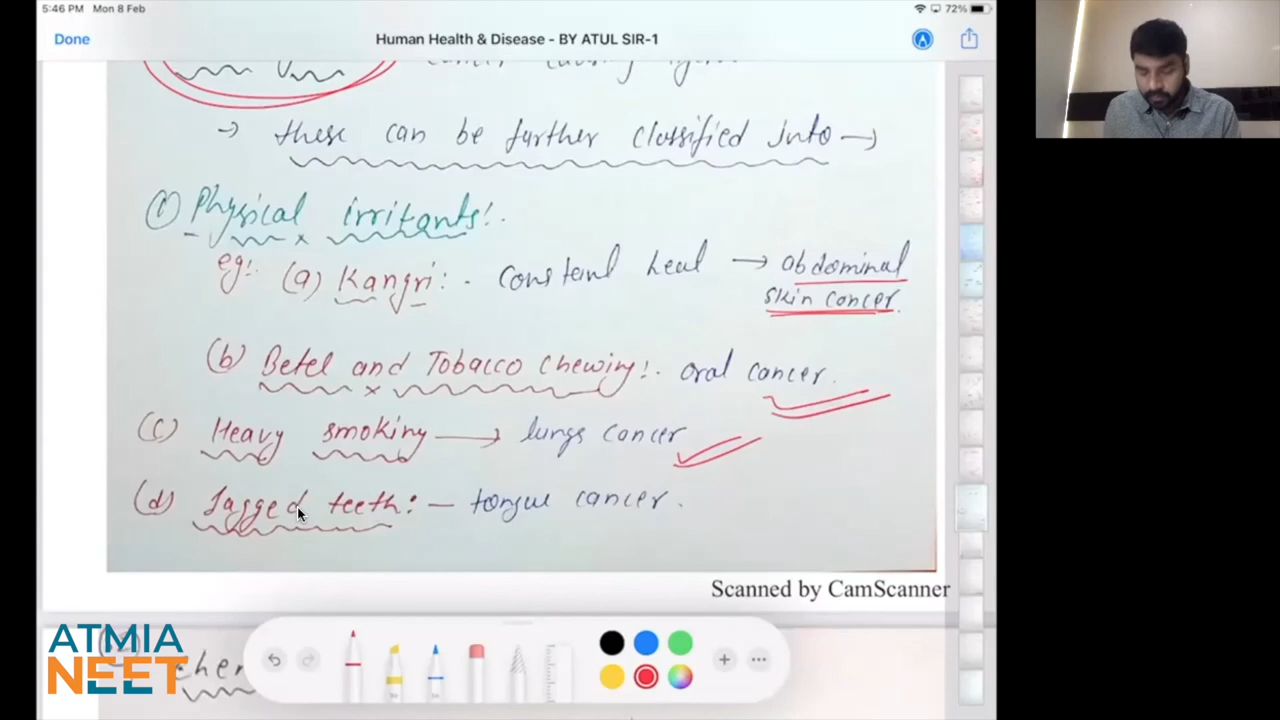 5:46 PM Mon 8 Feb
72%
Done
Human Health & Disease - BY ATUL SIR-1
→ these can be further classified into →
(1) Physical irritants:
eg:. (a) Kangri:. Constant heat → abdominal
skin cancer.
(b) Betel and Tobacco chewing:. oral cancer.
(c) Heavy smoking → lungs cancer
(d) Jagged teeth: — tongue cancer.
Scanned by CamScanner
ATMIA
NEET